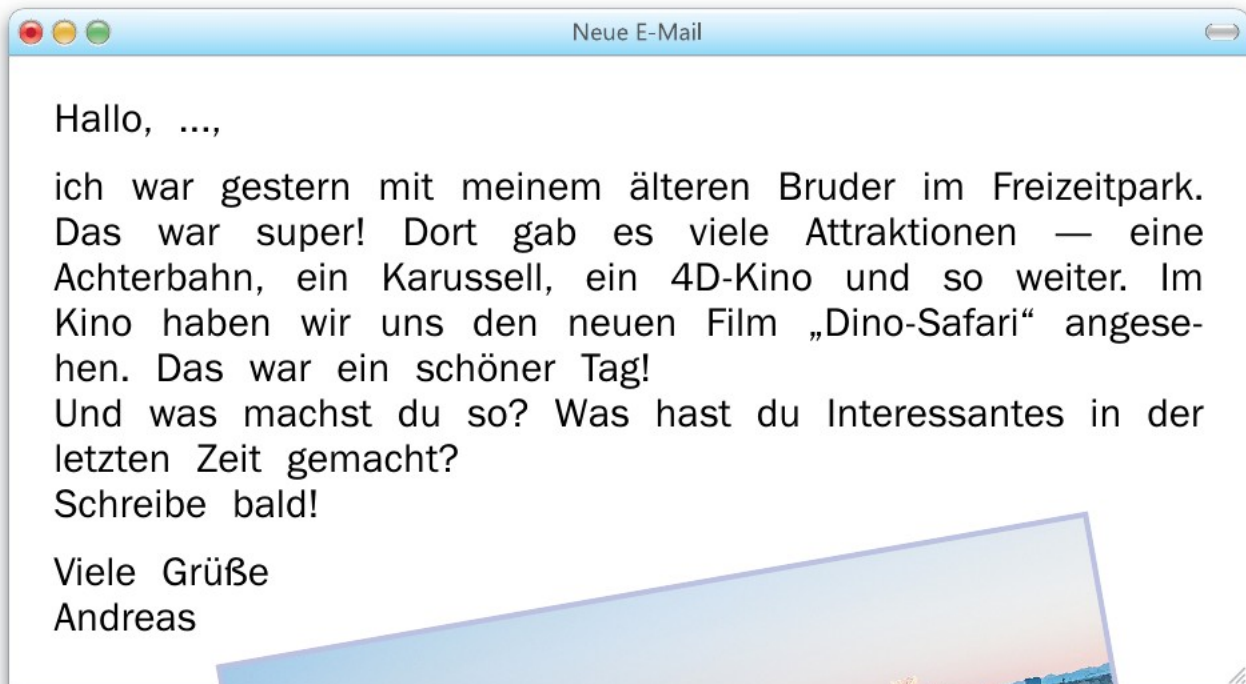 Neue E-Mail
Hallo, ...,
ich war gestern mit meinem älteren Bruder im Freizeitpark.
Das war super! Dort gab es viele Attraktionen — eine
Achterbahn, ein Karussell, ein 4D-Kino und so weiter. Im
Kino haben wir uns den neuen Film „Dino-Safari“ angese-
hen. Das war ein schöner Tag!
Und was machst du so? Was hast du Interessantes in der
letzten Zeit gemacht?
Schreibe bald!
Viele Grüße
Andreas